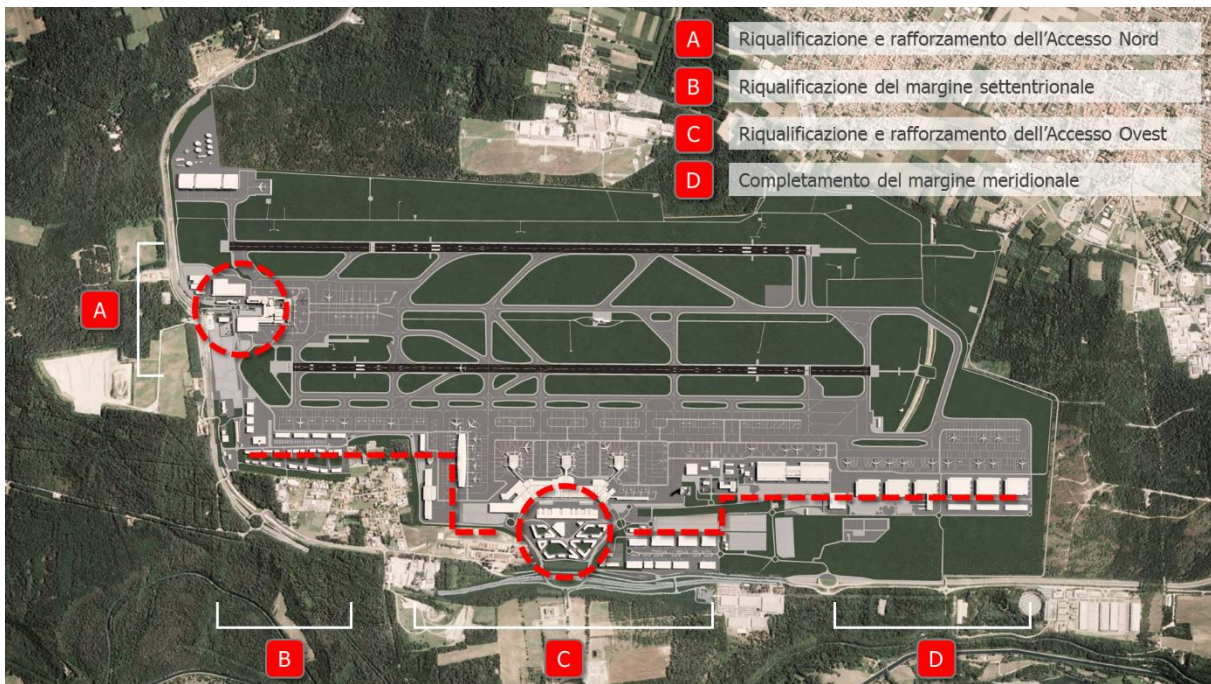 A Riqualificazione e rafforzamento dell'Accesso Nord
B Riqualificazione del margine settentrionale
C Riqualificazione e rafforzamento dell'Accesso Ovest
D Completamento del margine meridionale
A
B
C
D